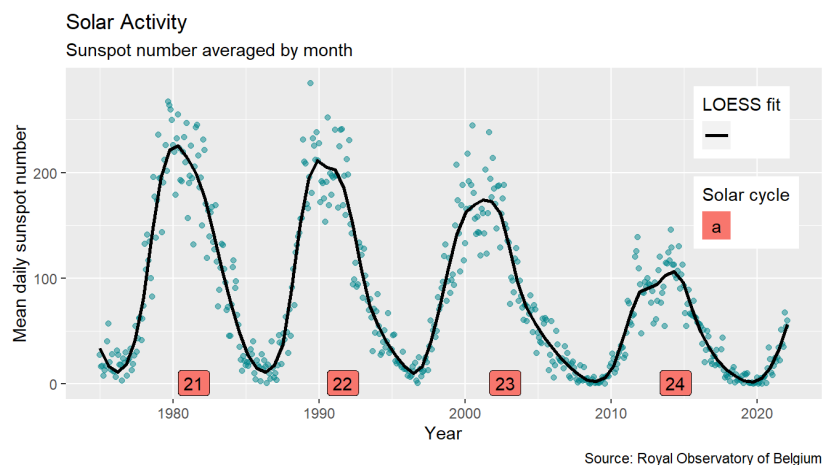 Solar Activity
Sunspot number averaged by month
Mean daily sunspot number
200
100
0
LOESS fit
Solar cycle
a
21
22
23
24
1980
1990
2000
2010
2020
Year
Source: Royal Observatory of Belgium